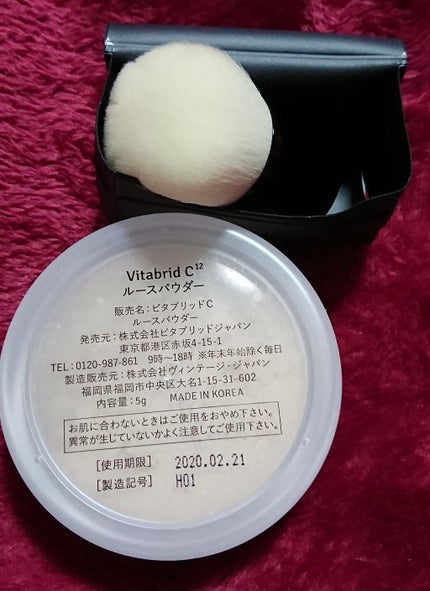 Vitabrid C¹²
ルースパウダー
販売名：ビタブリッドC
ルースパウダー
発売元：株式会社ビタブリッドジャパン
東京都港区赤坂4-15-1
TEL：0120-987-861 9時〜18時 ※年末年始除く毎日
製造販売元：株式会社ヴィンテージ・ジャパン
福岡県福岡市中央区大名1-15-31-602
内容量：5g MADE IN KOREA
お肌に合わないときはご使用をおやめ下さい。
異常が生じていないかよく注意してご使用下さい。
[使用期限] 2020.02.21
[製造記号] H01